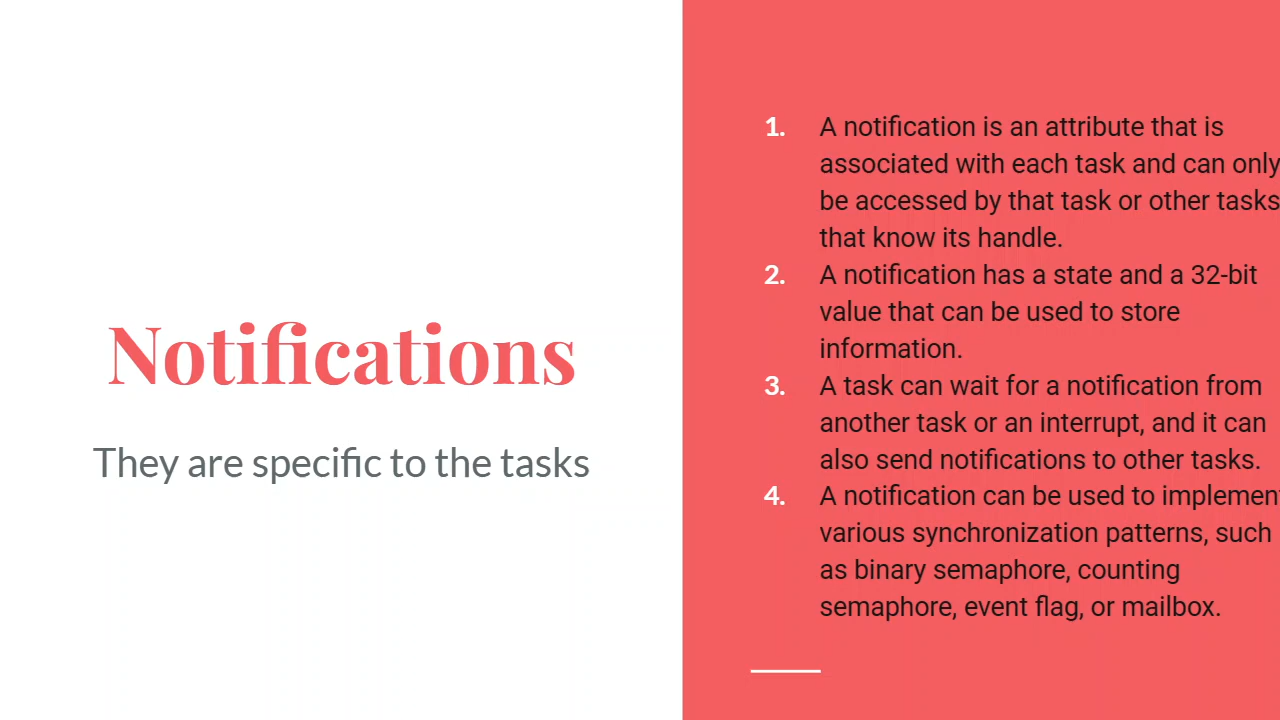 Notifications
They are specific to the tasks
1. A notification is an attribute that is
associated with each task and can only
be accessed by that task or other tasks
that know its handle.
2. A notification has a state and a 32-bit
value that can be used to store
information.
3. A task can wait for a notification from
another task or an interrupt, and it can
also send notifications to other tasks.
4. A notification can be used to implement
various synchronization patterns, such
as binary semaphore, counting
semaphore, event flag, or mailbox.